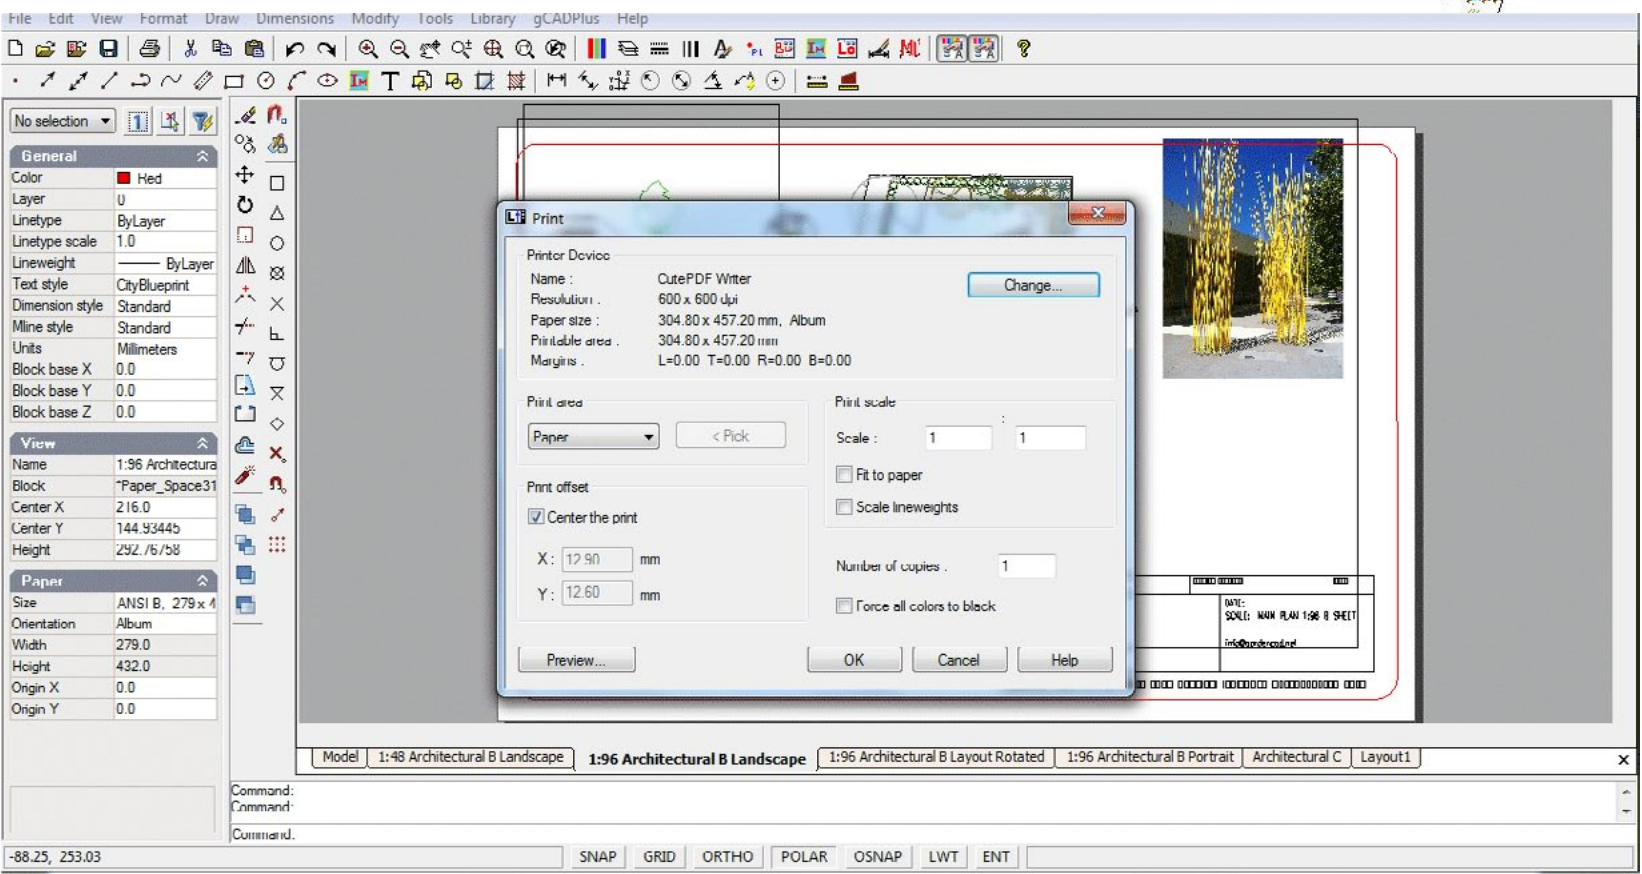 File Edit View Format Draw Dimensions Modify Tools Library gCADPlus Help
No selection
General
Color Red
Layer 0
Linetype ByLayer
Linetype scale 1.0
Lineweight ByLayer
Text style CityBlueprint
Dimension style Standard
Mline style Standard
Units Millimeters
Block base X 0.0
Block base Y 0.0
Block base Z 0.0
View
Name 1:96 Architectura
Block *Paper_Space31
Center X 216.0
Center Y 144.93445
Height 292.76758
Paper
Size ANSI B, 279 x 4
Orientation Album
Width 279.0
Height 432.0
Origin X 0.0
Origin Y 0.0
Print
Printer Device
Name : CutePDF Writer
Resolution : 600 x 600 dpi
Paper size : 304.80 x 457.20 mm, Album
Printable area : 304.80 x 457.20 mm
Margins : L=0.00 T=0.00 R=0.00 B=0.00
Change...
Print area
Paper
< Pick
Print offset
Center the print
X : 12.90 mm
Y : 12.60 mm
Print scale
Scale : 1 : 1
Fit to paper
Scale lineweights
Number of copies : 1
Force all colors to black
Preview... OK Cancel Help
DATE:
SCALE: MAIN PLAN 1:96 B SHEET
info@gardencad.net
Model 1:48 Architectural B Landscape 1:96 Architectural B Landscape 1:96 Architectural B Layout Rotated 1:96 Architectural B Portrait Architectural C Layout1
Command:
Command:
Command:
-88.25, 253.03 SNAP GRID ORTHO POLAR OSNAP LWT ENT